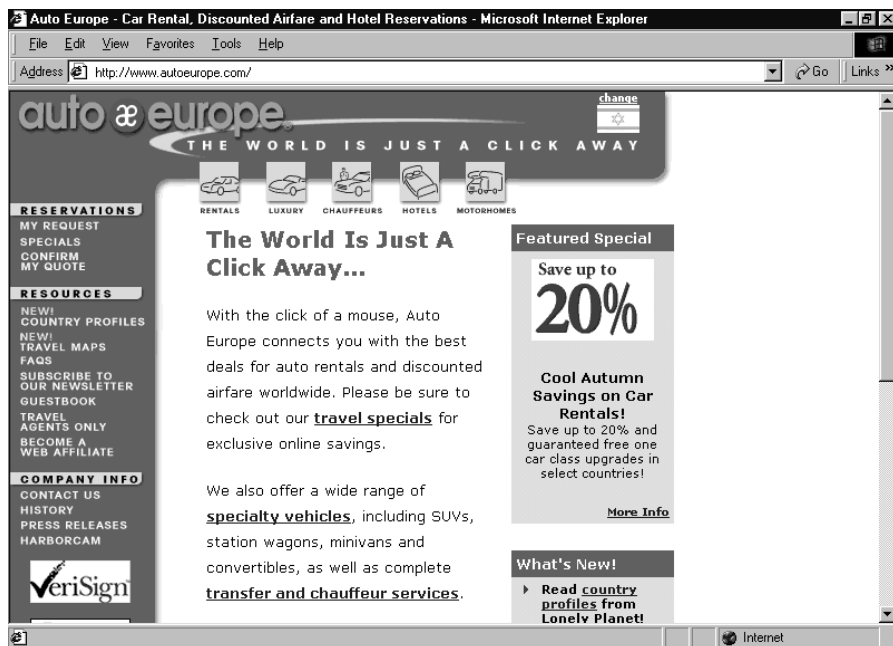 Auto Europe - Car Rental, Discounted Airfare and Hotel Reservations - Microsoft Internet Explorer
File Edit View Favorites Tools Help
Address http://www.autoeurope.com/ Go Links »
auto æ europe®
change
THE WORLD IS JUST A CLICK AWAY
RENTALS LUXURY CHAUFFEURS HOTELS MOTORHOMES
RESERVATIONS
MY REQUEST
SPECIALS
CONFIRM
MY QUOTE
RESOURCES
NEW!
COUNTRY PROFILES
NEW!
TRAVEL MAPS
FAQS
SUBSCRIBE TO
OUR NEWSLETTER
GUESTBOOK
TRAVEL
AGENTS ONLY
BECOME A
WEB AFFILIATE
COMPANY INFO
CONTACT US
HISTORY
PRESS RELEASES
HARBORCAM
VeriSign
The World Is Just A
Click Away...
With the click of a mouse, Auto
Europe connects you with the best
deals for auto rentals and discounted
airfare worldwide. Please be sure to
check out our travel specials for
exclusive online savings.
We also offer a wide range of
specialty vehicles, including SUVs,
station wagons, minivans and
convertibles, as well as complete
transfer and chauffeur services.
Featured Special
Save up to
20%
Cool Autumn
Savings on Car
Rentals!
Save up to 20% and
guaranteed free one
car class upgrades in
select countries!
More Info
What's New!
Read country
profiles from
Lonely Planet!
Internet